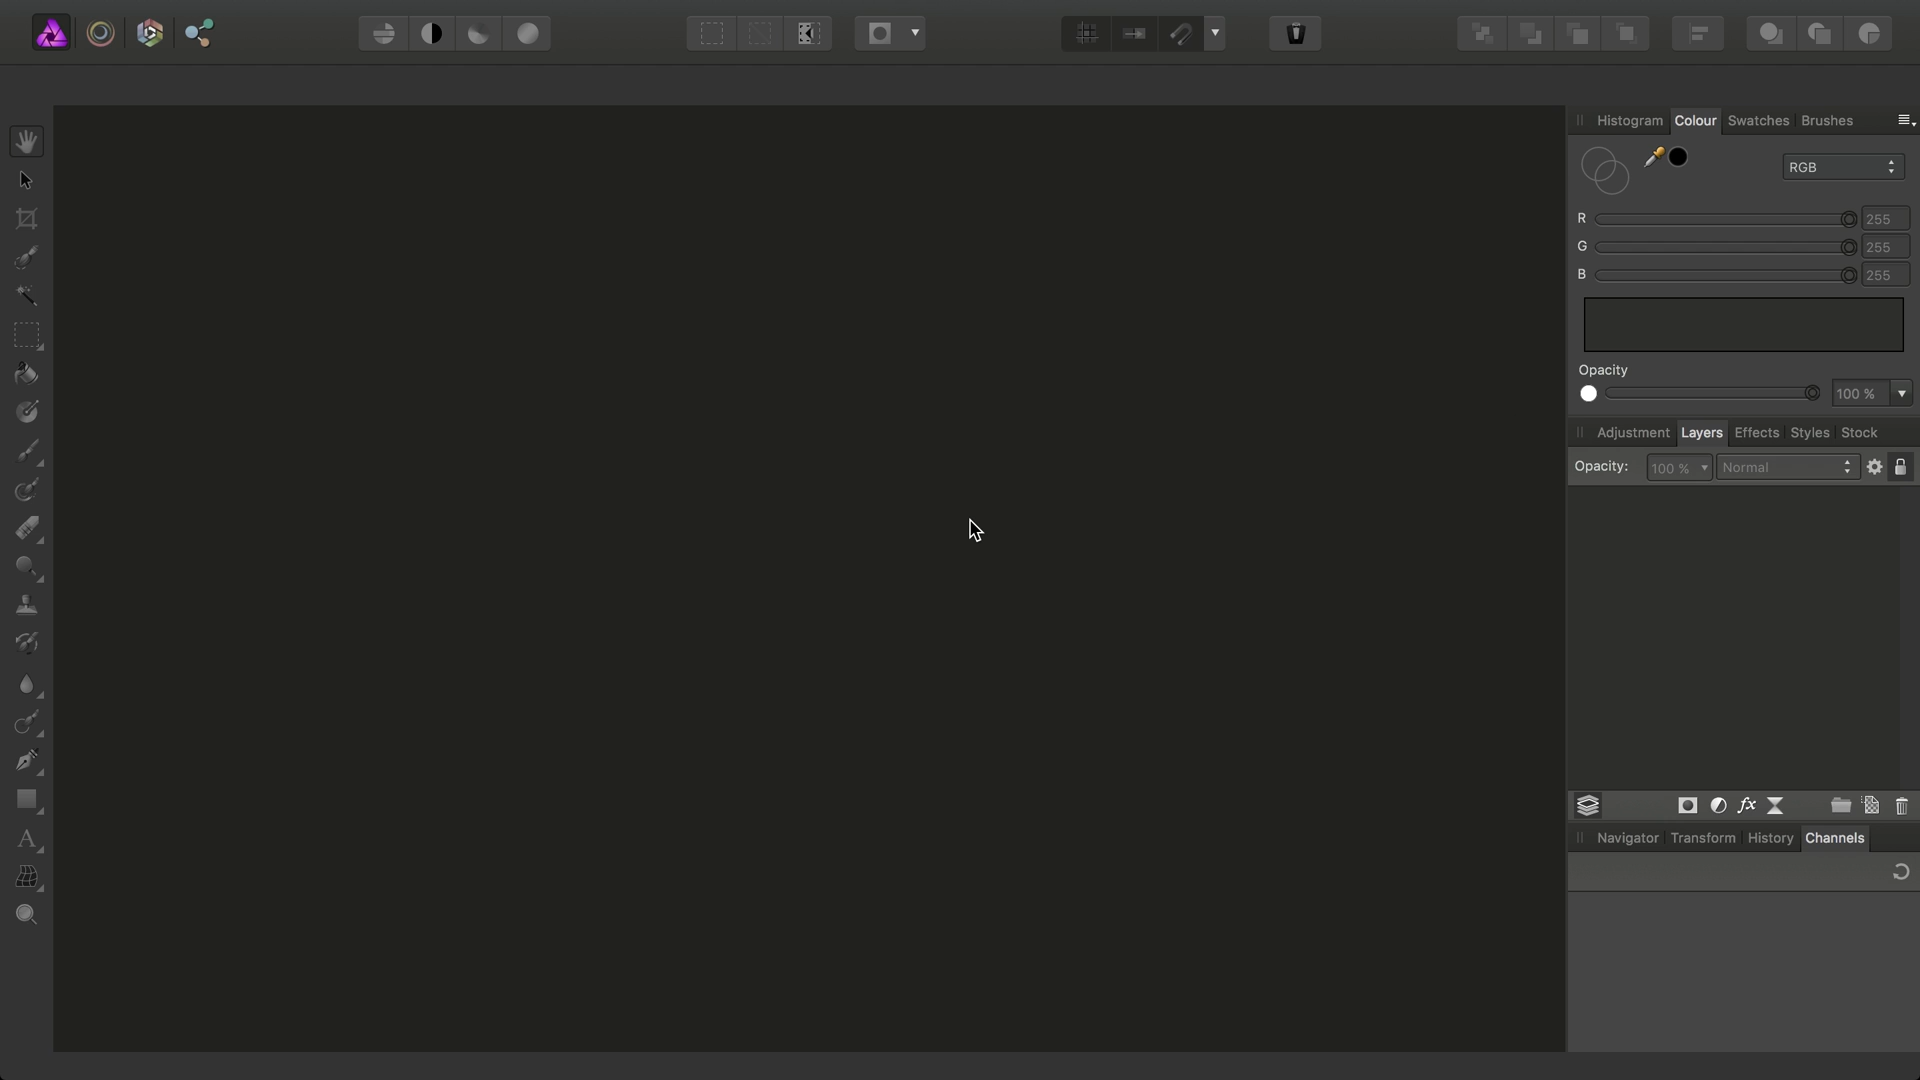 Histogram Colour Swatches Brushes
RGB
R 255
G 255
B 255
Opacity
100 %
Adjustment Layers Effects Styles Stock
Opacity: 100 % Normal
fx
Navigator Transform History Channels
A